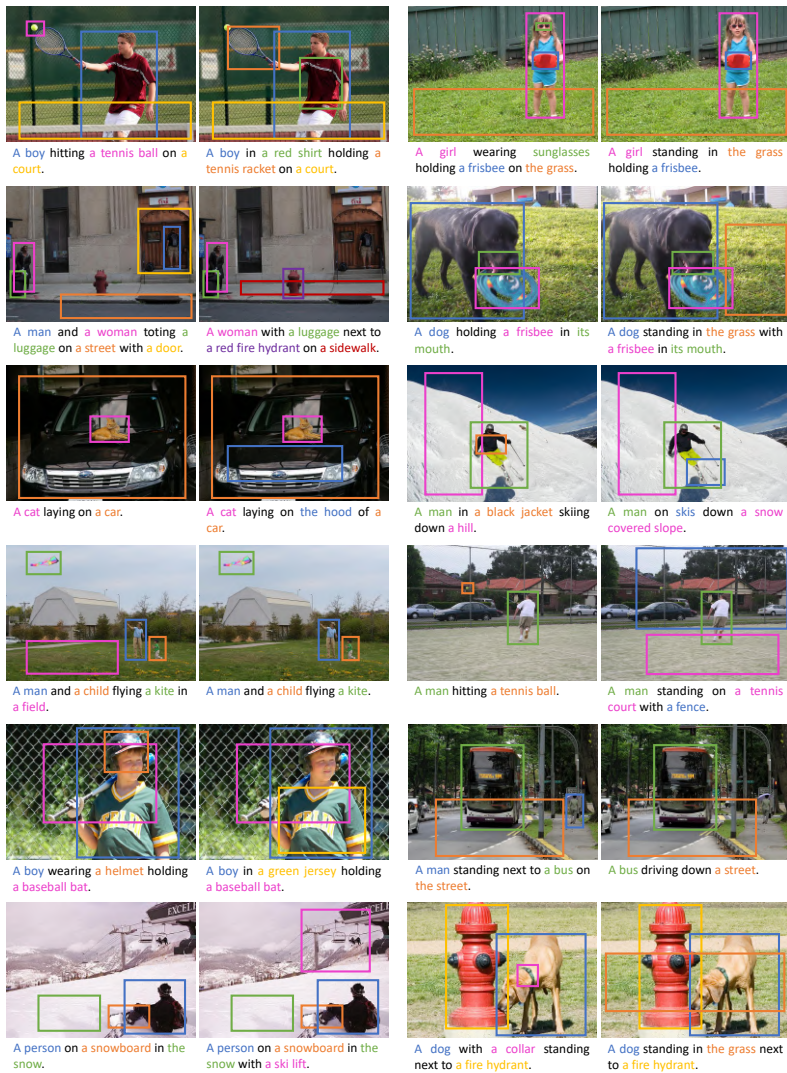 A boy hitting a tennis ball on a
court.
A boy in a red shirt holding a
tennis racket on a court.
A girl wearing sunglasses
holding a frisbee on the grass.
A girl standing in the grass
holding a frisbee.
A man and a woman toting a
luggage on a street with a door.
A woman with a luggage next to
a red fire hydrant on a sidewalk.
A dog holding a frisbee in its
mouth.
A dog standing in the grass with
a frisbee in its mouth.
A cat laying on a car.
A cat laying on the hood of a
car.
A man in a black jacket skiing
down a hill.
A man on skis down a snow
covered slope.
A man and a child flying a kite in
a field.
A man and a child flying a kite.
A man hitting a tennis ball.
A man standing on a tennis
court with a fence.
A boy wearing a helmet holding
a baseball bat.
A boy in a green jersey holding
a baseball bat.
A man standing next to a bus on
the street.
A bus driving down a street.
EXCELL
EXCELL
A person on a snowboard in the
snow.
A person on a snowboard in the
snow with a ski lift.
A dog with a collar standing
next to a fire hydrant.
A dog standing in the grass next
to a fire hydrant.